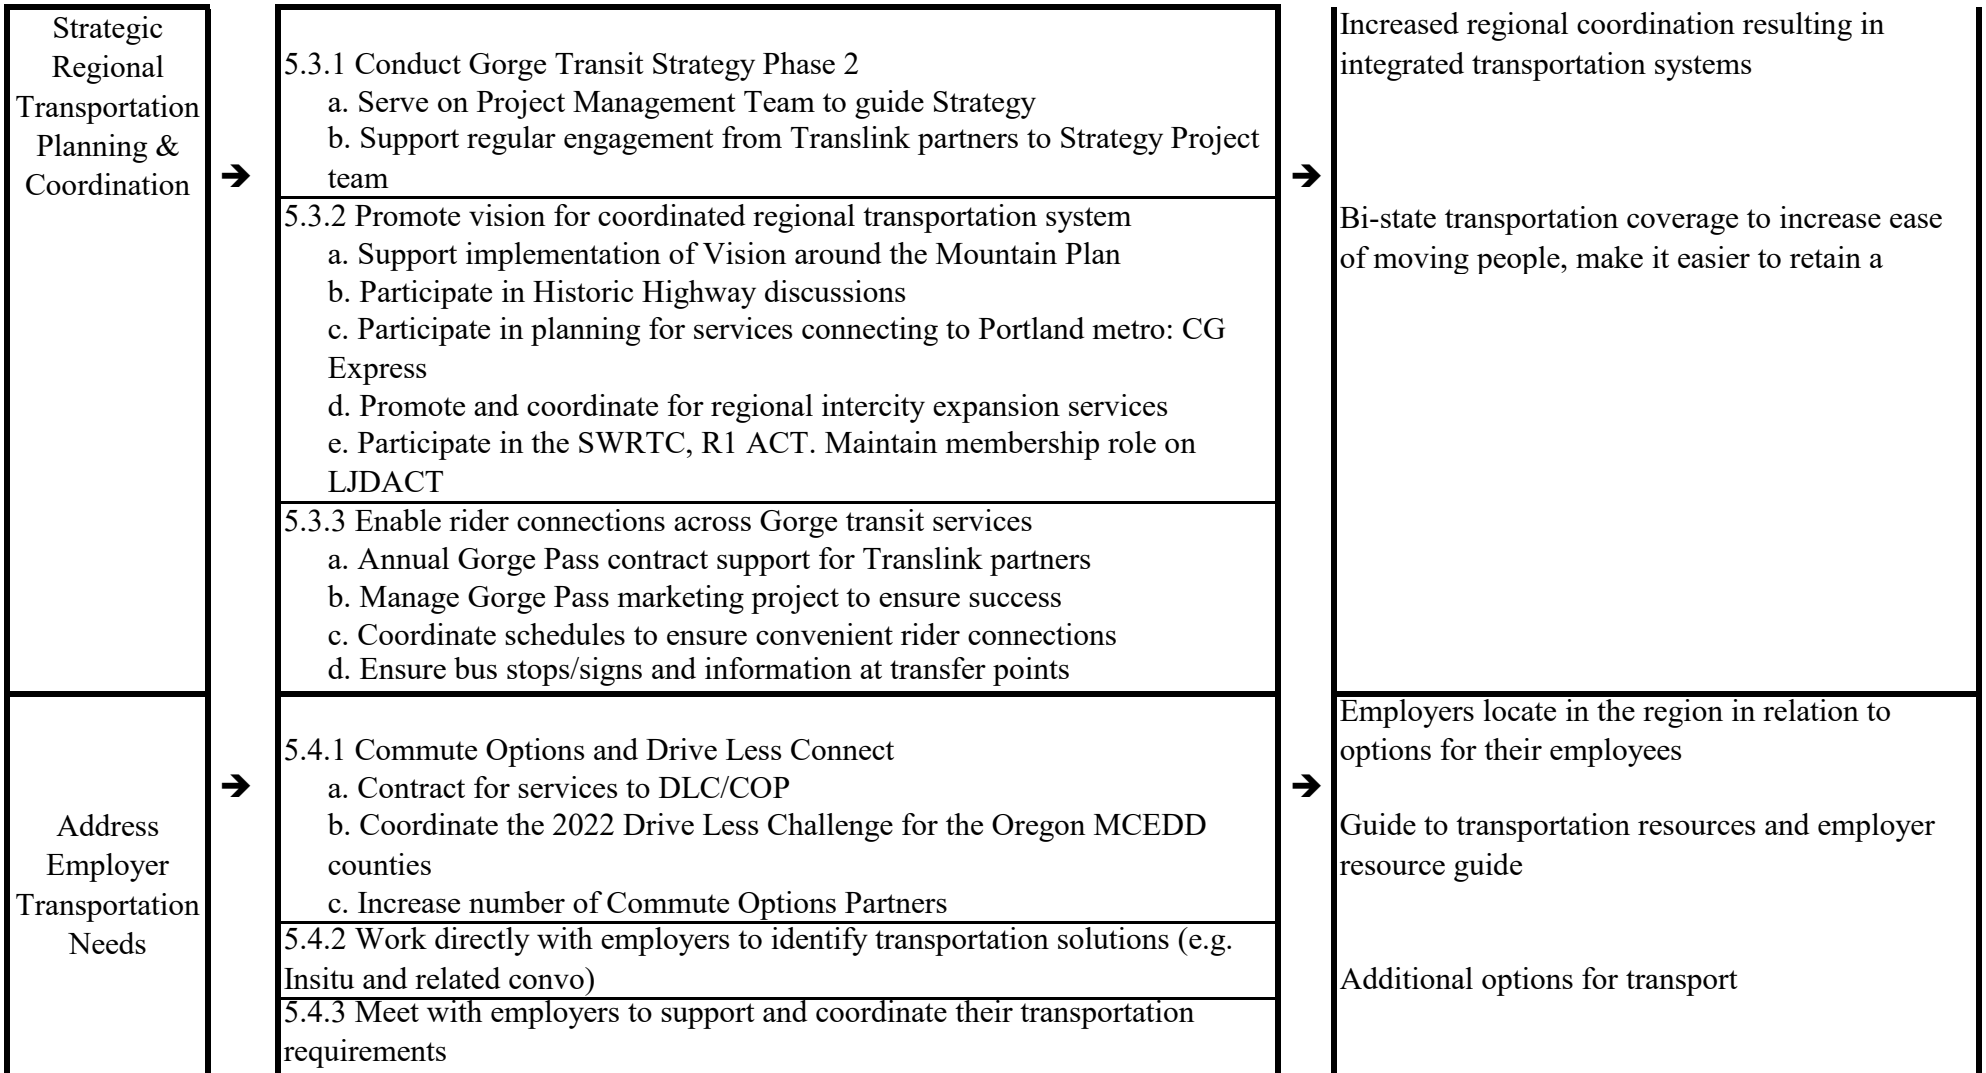 Strategic
Regional
Transportation
Planning &
Coordination
➔
5.3.1 Conduct Gorge Transit Strategy Phase 2
a. Serve on Project Management Team to guide Strategy
b. Support regular engagement from Translink partners to Strategy Project
team
5.3.2 Promote vision for coordinated regional transportation system
a. Support implementation of Vision around the Mountain Plan
b. Participate in Historic Highway discussions
c. Participate in planning for services connecting to Portland metro: CG
Express
d. Promote and coordinate for regional intercity expansion services
e. Participate in the SWRTC, R1 ACT. Maintain membership role on
LJDACT
5.3.3 Enable rider connections across Gorge transit services
a. Annual Gorge Pass contract support for Translink partners
b. Manage Gorge Pass marketing project to ensure success
c. Coordinate schedules to ensure convenient rider connections
d. Ensure bus stops/signs and information at transfer points
➔
Increased regional coordination resulting in
integrated transportation systems
Bi-state transportation coverage to increase ease
of moving people, make it easier to retain a
Address
Employer
Transportation
Needs
➔
5.4.1 Commute Options and Drive Less Connect
a. Contract for services to DLC/COP
b. Coordinate the 2022 Drive Less Challenge for the Oregon MCEDD
counties
c. Increase number of Commute Options Partners
5.4.2 Work directly with employers to identify transportation solutions (e.g.
Insitu and related convo)
5.4.3 Meet with employers to support and coordinate their transportation
requirements
➔
Employers locate in the region in relation to
options for their employees
Guide to transportation resources and employer
resource guide
Additional options for transport